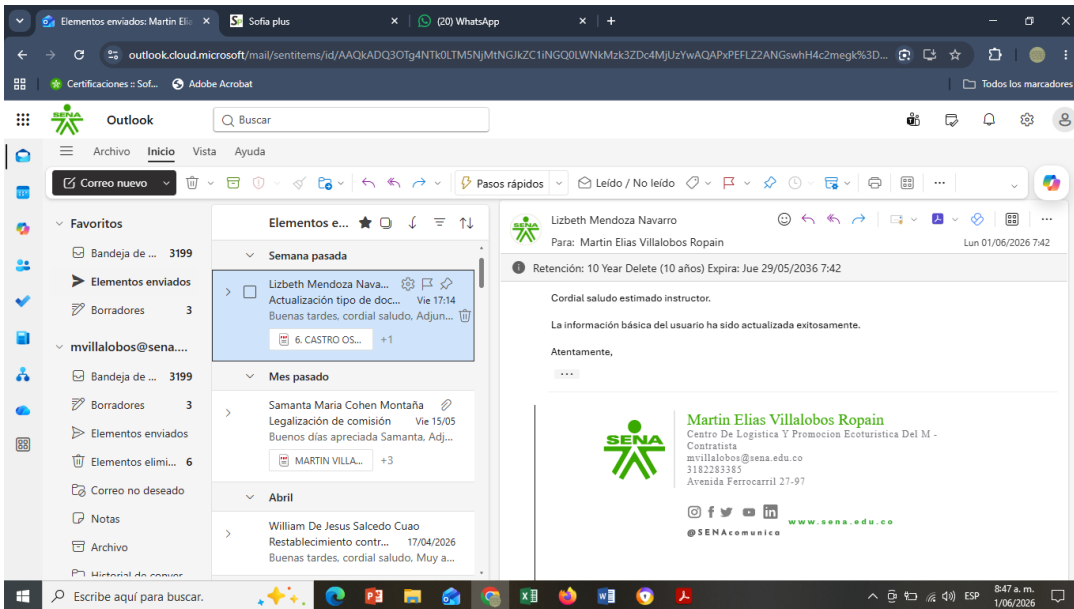 Elementos enviados: Martin Elia
Sofia plus
(20) WhatsApp
outlook.cloud.microsoft/mail/sentitems/id/AAQkADQ3OTg4NTk0LTM5NjMtNGJkZC1iNGQ0LWNkMzk3ZDc4MjUzYwAQAPxPEFLZ2ANGswhH4c2megk%3D...
Certificaciones :: Sof...
Adobe Acrobat
Todos los marcadores
SENA
Outlook
Buscar
Archivo Inicio Vista Ayuda
Correo nuevo
Pasos rápidos
Leído / No leído
Favoritos
Bandeja de ... 3199
Elementos enviados
Borradores 3
mvillalobos@sena....
Bandeja de ... 3199
Borradores 3
Elementos enviados
Elementos elimi... 6
Correo no deseado
Notas
Archivo
Elementos e...
Semana pasada
Lizbeth Mendoza Nava...
Actualización tipo de doc... Vie 17:14
Buenas tardes, cordial saludo, Adjun...
6. CASTRO OS... +1
Mes pasado
Samanta Maria Cohen Montaña
Legalización de comisión Vie 15/05
Buenos días apreciada Samanta, Adj...
MARTIN VILLA... +3
Abril
William De Jesus Salcedo Cuao
Restablecimiento contr... 17/04/2026
Buenas tardes, cordial saludo, Muy a...
SENA
Lizbeth Mendoza Navarro
Para: Martin Elias Villalobos Ropain
Lun 01/06/2026 7:42
Retención: 10 Year Delete (10 años) Expira: Jue 29/05/2036 7:42
Cordial saludo estimado instructor.
La información básica del usuario ha sido actualizada exitosamente.
Atentamente,
...
SENA
Martin Elias Villalobos Ropain
Centro De Logistica Y Promocion Ecoturistica Del M -
Contratista
mvillalobos@sena.edu.co
3182283385
Avenida Ferrocarril 27-97
@SENAcomunica
www.sena.edu.co
Escribe aquí para buscar.
ESP
8:47 a. m.
1/06/2026